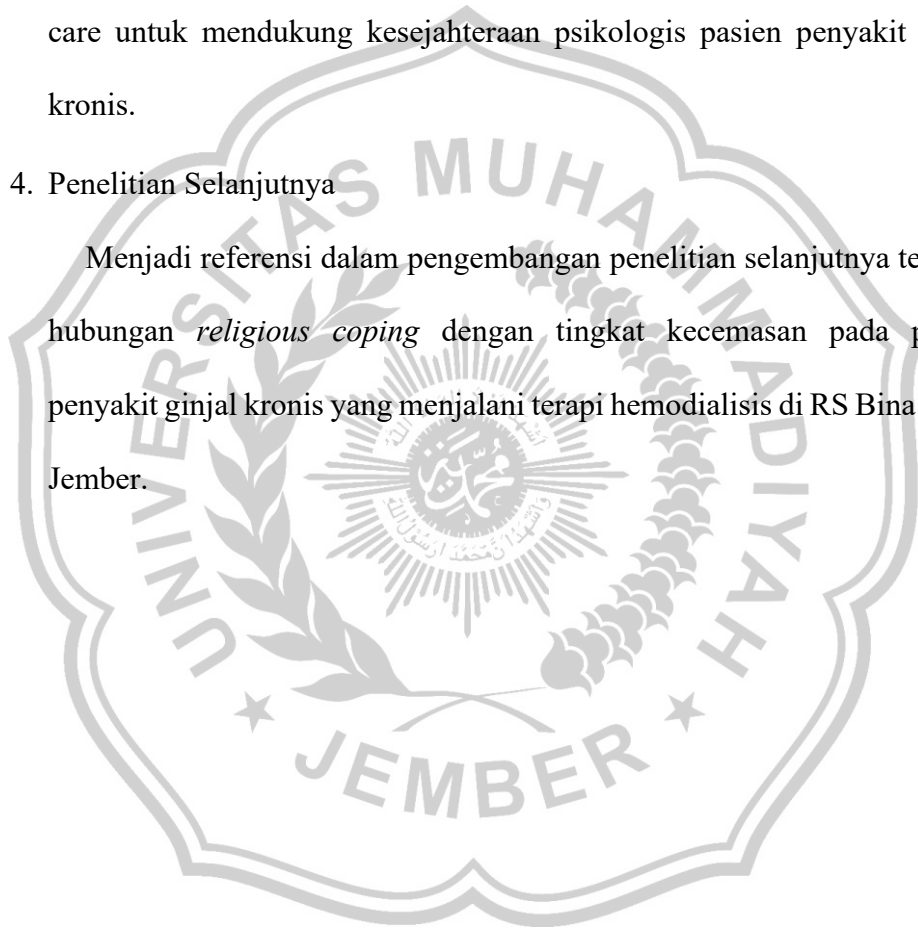 care untuk mendukung kesejahteraan psikologis pasien penyakit
kronis.
4. Penelitian Selanjutnya
Menjadi referensi dalam pengembangan penelitian selanjutnya te
hubungan religious coping dengan tingkat kecemasan pada p
penyakit ginjal kronis yang menjalani terapi hemodialisis di RS Bina
Jember.
UNIVERSITAS MUHAMMADIYAH
JEMBER